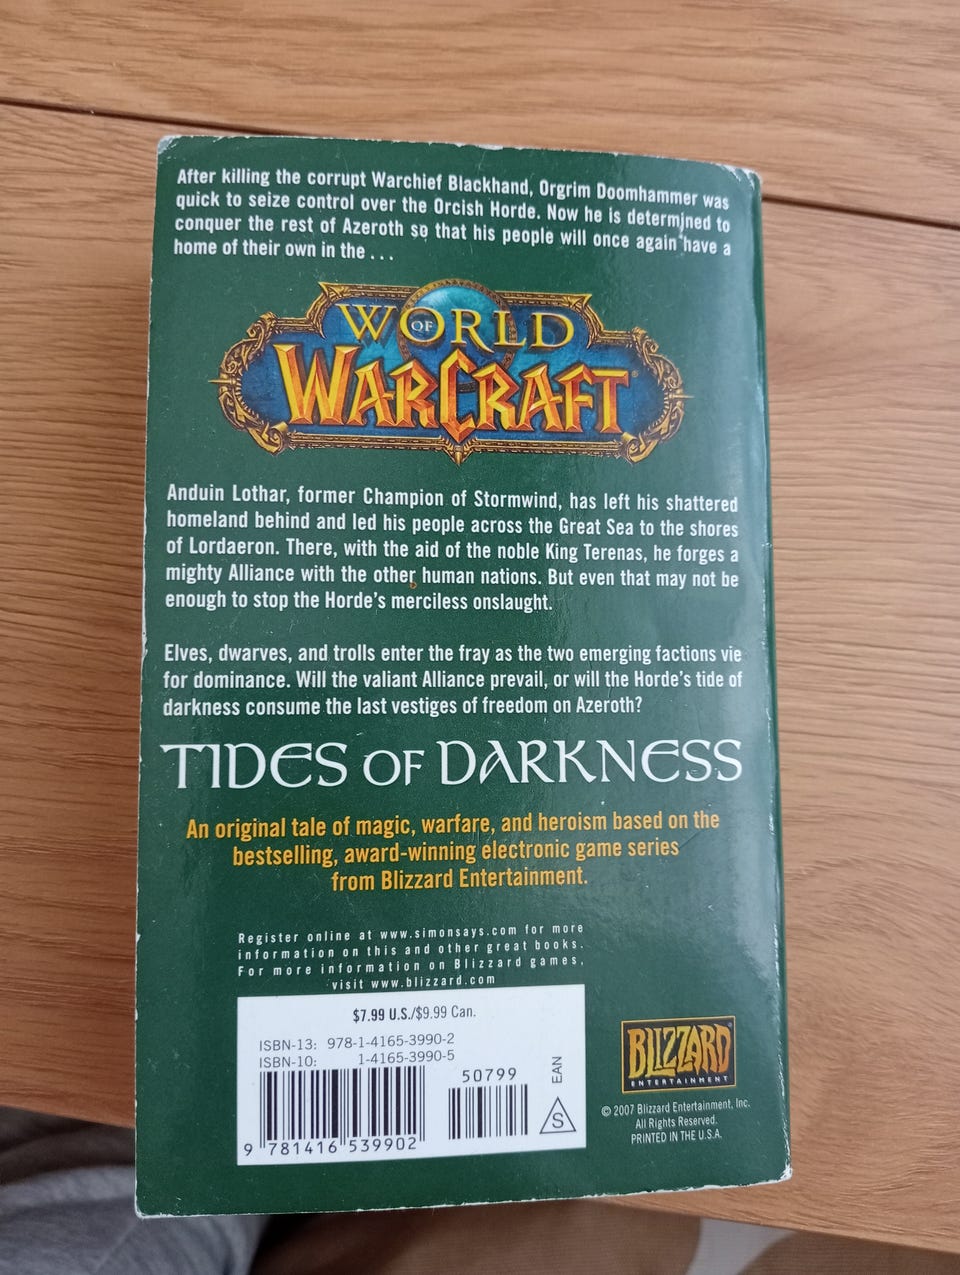 After killing the corrupt Warchief Blackhand, Orgrim Doomhammer was
quick to seize control over the Orcish Horde. Now he is determined to
conquer the rest of Azeroth so that his people will once again have a
home of their own in the . . .
WORLD
OF
WARCRAFT®
Anduin Lothar, former Champion of Stormwind, has left his shattered
homeland behind and led his people across the Great Sea to the shores
of Lordaeron. There, with the aid of the noble King Terenas, he forges a
mighty Alliance with the other human nations. But even that may not be
enough to stop the Horde's merciless onslaught.
Elves, dwarves, and trolls enter the fray as the two emerging factions vie
for dominance. Will the valiant Alliance prevail, or will the Horde's tide of
darkness consume the last vestiges of freedom on Azeroth?
TIDES OF DARKNESS
An original tale of magic, warfare, and heroism based on the
bestselling, award-winning electronic game series
from Blizzard Entertainment.
Register online at www.simonsays.com for more
information on this and other great books.
For more information on Blizzard games,
visit www.blizzard.com
$7.99 U.S./$9.99 Can.
ISBN-13: 978-1-4165-3990-2
ISBN-10: 1-4165-3990-5
50799
EAN
S
9 781416 539902
BLIZZARD®
ENTERTAINMENT
© 2007 Blizzard Entertainment, Inc.
All Rights Reserved.
PRINTED IN THE U.S.A.